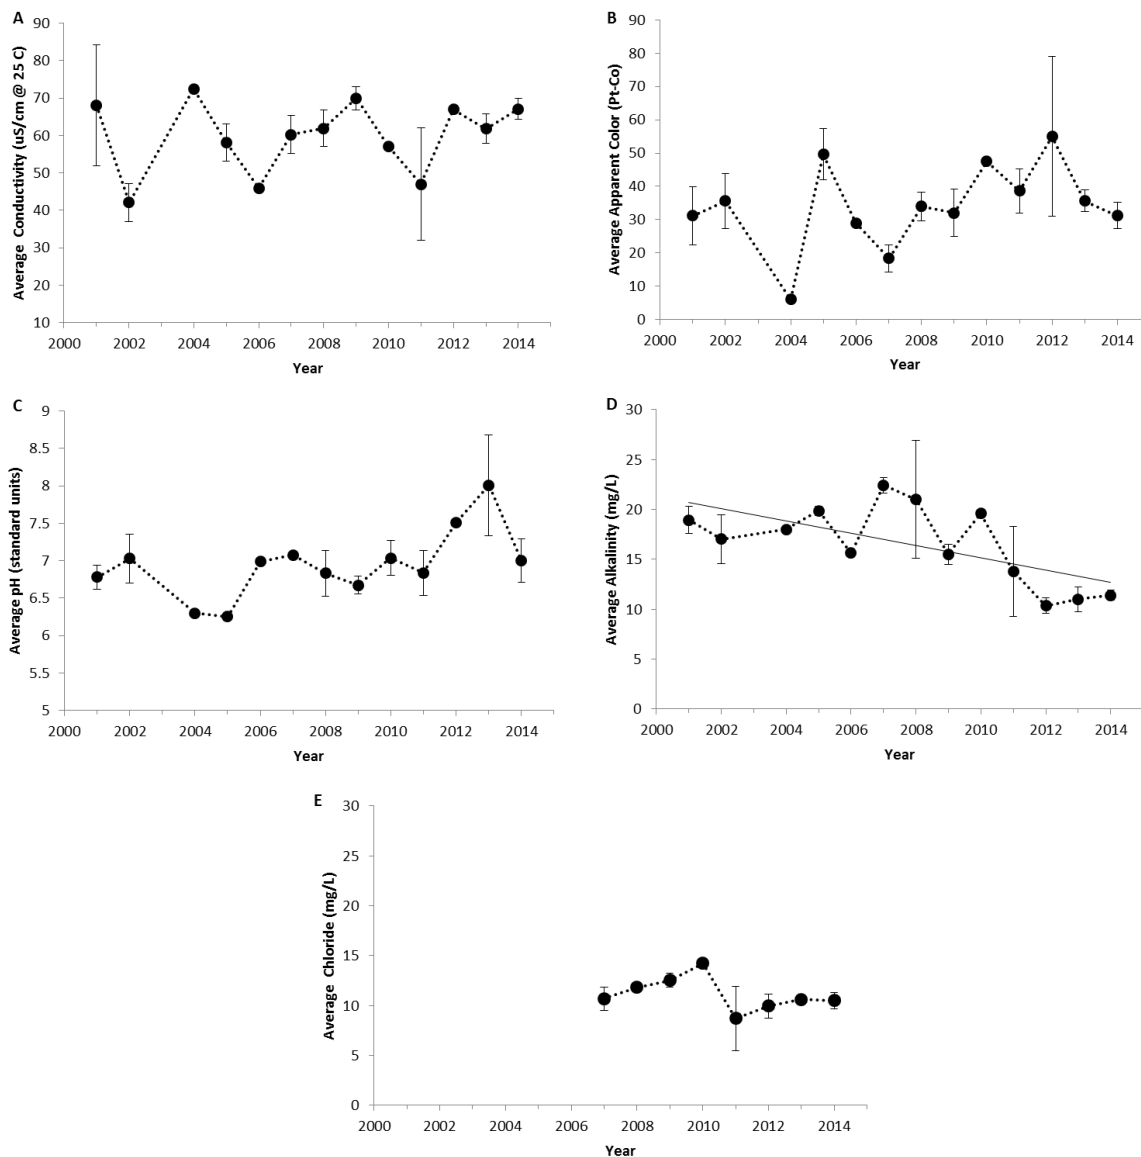 A
90
80
70
60
50
40
30
20
10
Average Conductivity (uS/cm @ 25 C)
2000 2002 2004 2006 2008 2010 2012 2014
Year
B
90
80
70
60
50
40
30
20
10
0
Average Apparent Color (Pt-Co)
2000 2002 2004 2006 2008 2010 2012 2014
Year
C
9
8.5
8
7.5
7
6.5
6
5.5
5
Average pH (standard units)
2000 2002 2004 2006 2008 2010 2012 2014
Year
D
30
25
20
15
10
5
0
Average Alkalinity (mg/L)
2000 2002 2004 2006 2008 2010 2012 2014
Year
E
30
25
20
15
10
5
0
Average Chloride (mg/L)
2000 2002 2004 2006 2008 2010 2012 2014
Year